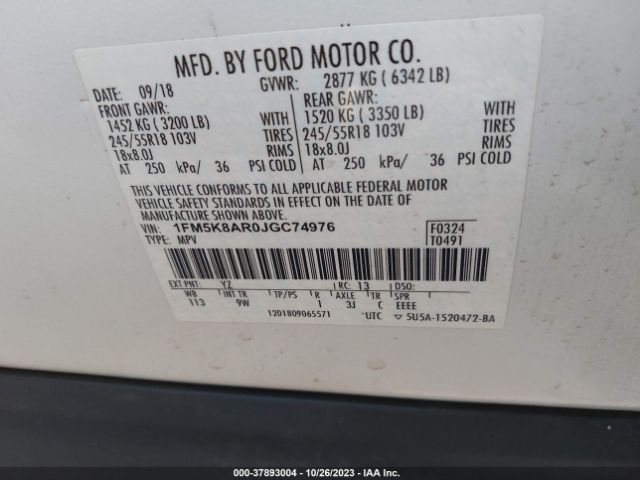 MFD. BY FORD MOTOR CO.
DATE: 09/18 GVWR: 2877 KG ( 6342 LB)
FRONT GAWR: REAR GAWR:
1452 KG ( 3200 LB) WITH 1520 KG ( 3350 LB) WITH
245/55R18 103V TIRES 245/55R18 103V TIRES
18x8.0J RIMS 18x8.0J RIMS
AT 250 kPa/ 36 PSI COLD AT 250 kPa/ 36 PSI COLD
THIS VEHICLE CONFORMS TO ALL APPLICABLE FEDERAL MOTOR
VEHICLE SAFETY STANDARDS IN EFFECT ON THE DATE OF
MANUFACTURE SHOWN ABOVE.
VIN: 1FM5K8AR0JGC74976 F0324
TYPE: MPV T0491
EXT PNT: YZ RC: 13 DSO:
WB INT TR TP/PS R AXLE TR SPR
113 9W 1 3J C EEEE
1201809065571 UTC ▽ 5U5A-1520472-BA
000-37893004 | 10/26/2023 | IAA Inc.